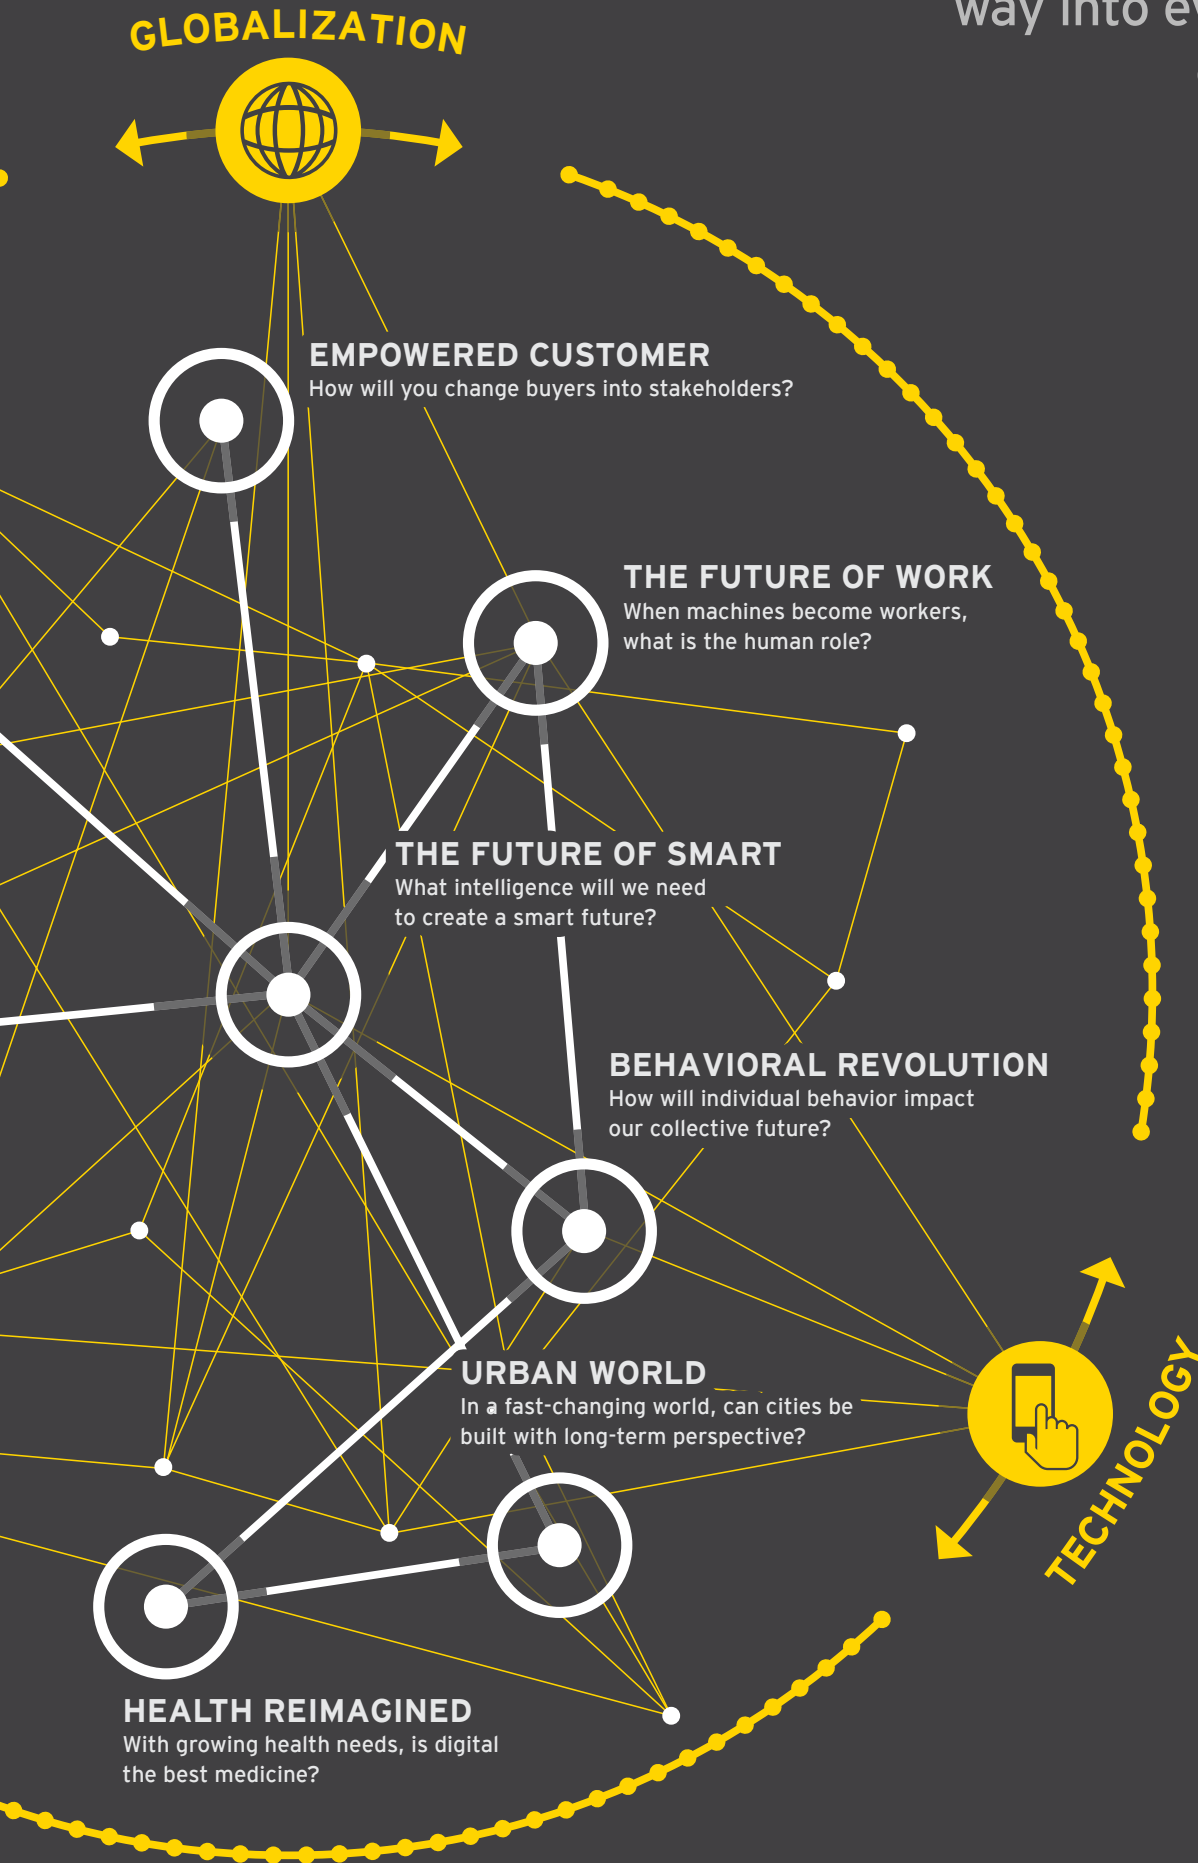 way into
GLOBALIZATION
EMPOWERED CUSTOMER
How will you change buyers into stakeholders?
THE FUTURE OF WORK
When machines become workers,
what is the human role?
THE FUTURE OF SMART
What intelligence will we need
to create a smart future?
BEHAVIORAL REVOLUTION
How will individual behavior impact
our collective future?
URBAN WORLD
In a fast-changing world, can cities be
built with long-term perspective?
TECHNOLOGY
HEALTH REIMAGINED
With growing health needs, is digital
the best medicine?